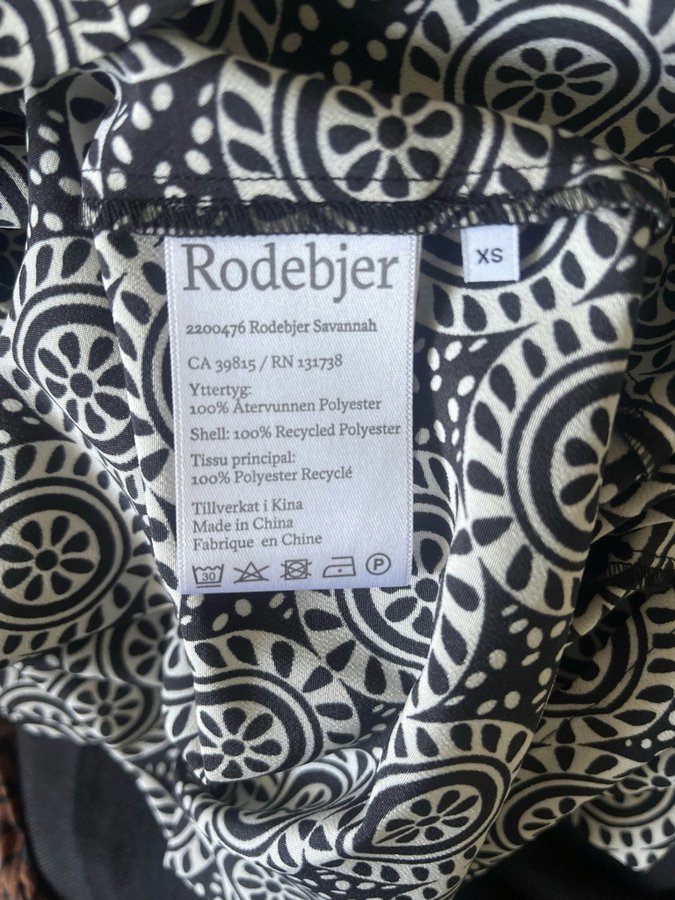 Rodebjer
XS
2200476 Rodebjer Savannah
CA 39815 / RN 131738
Yttertyg:
100% Återvunnen Polyester
Shell: 100% Recycled Polyester
Tissu principal:
100% Polyester Recyclé
Tillverkat i Kina
Made in China
Fabrique en Chine
30
P